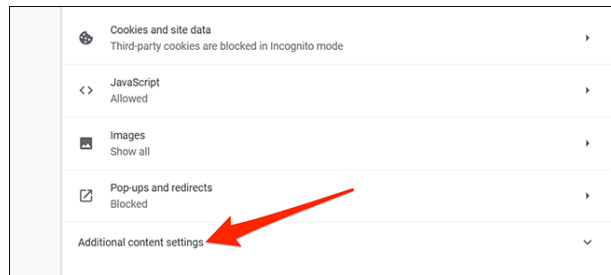 Cookies and site data
Third-party cookies are blocked in Incognito mode
JavaScript
Allowed
Images
Show all
Pop-ups and redirects
Blocked
Additional content settings